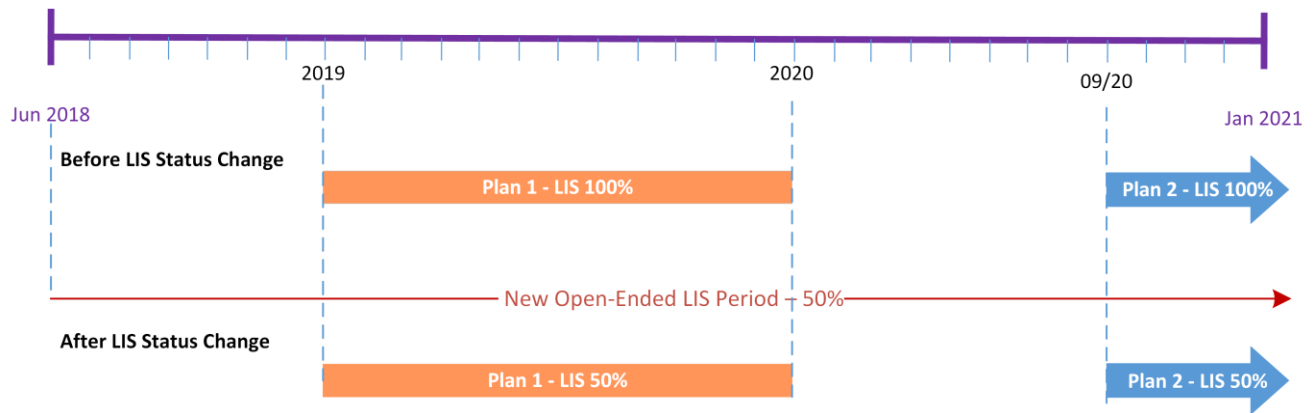 2019
2020
09/20
Jun 2018
Jan 2021
Before LIS Status Change
Plan 1 - LIS 100%
Plan 2 - LIS 100%
New Open-Ended LIS Period – 50%
After LIS Status Change
Plan 1 - LIS 50%
Plan 2 - LIS 50%